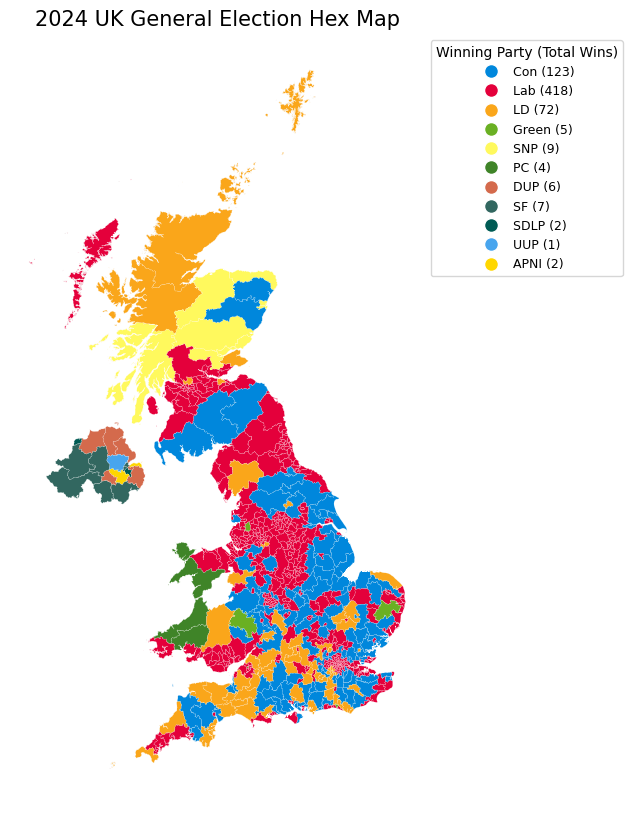 2024 UK General Election Hex Map
Winning Party (Total Wins)
Con (123)
Lab (418)
LD (72)
Green (5)
SNP (9)
PC (4)
DUP (6)
SF (7)
SDLP (2)
UUP (1)
APNI (2)